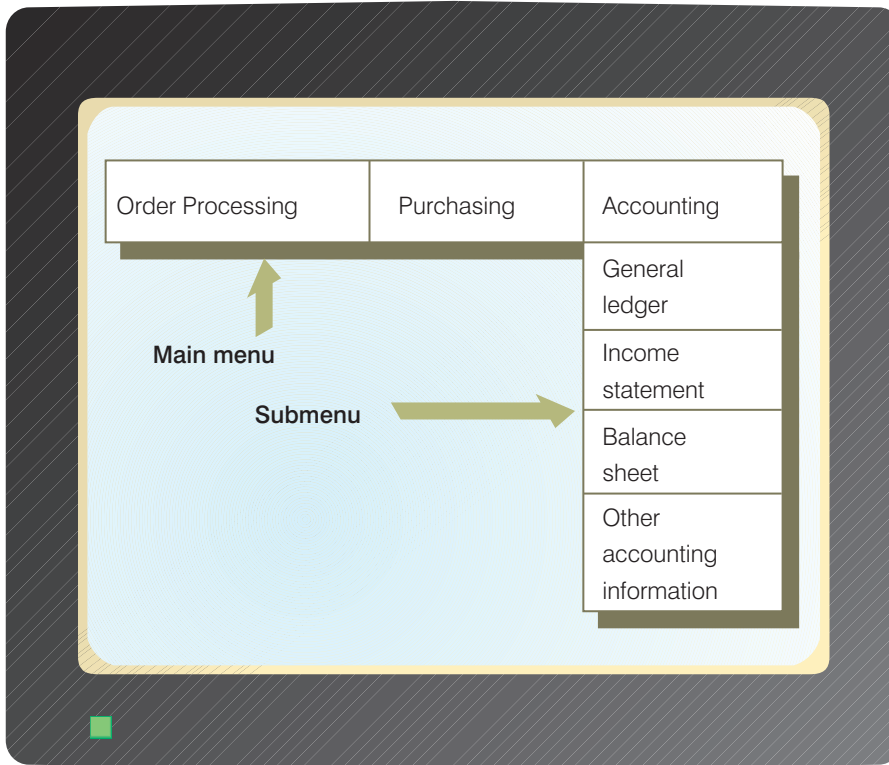 Order Processing
Purchasing
Accounting
General
ledger
Income
statement
Balance
sheet
Other
accounting
information
Main menu
Submenu